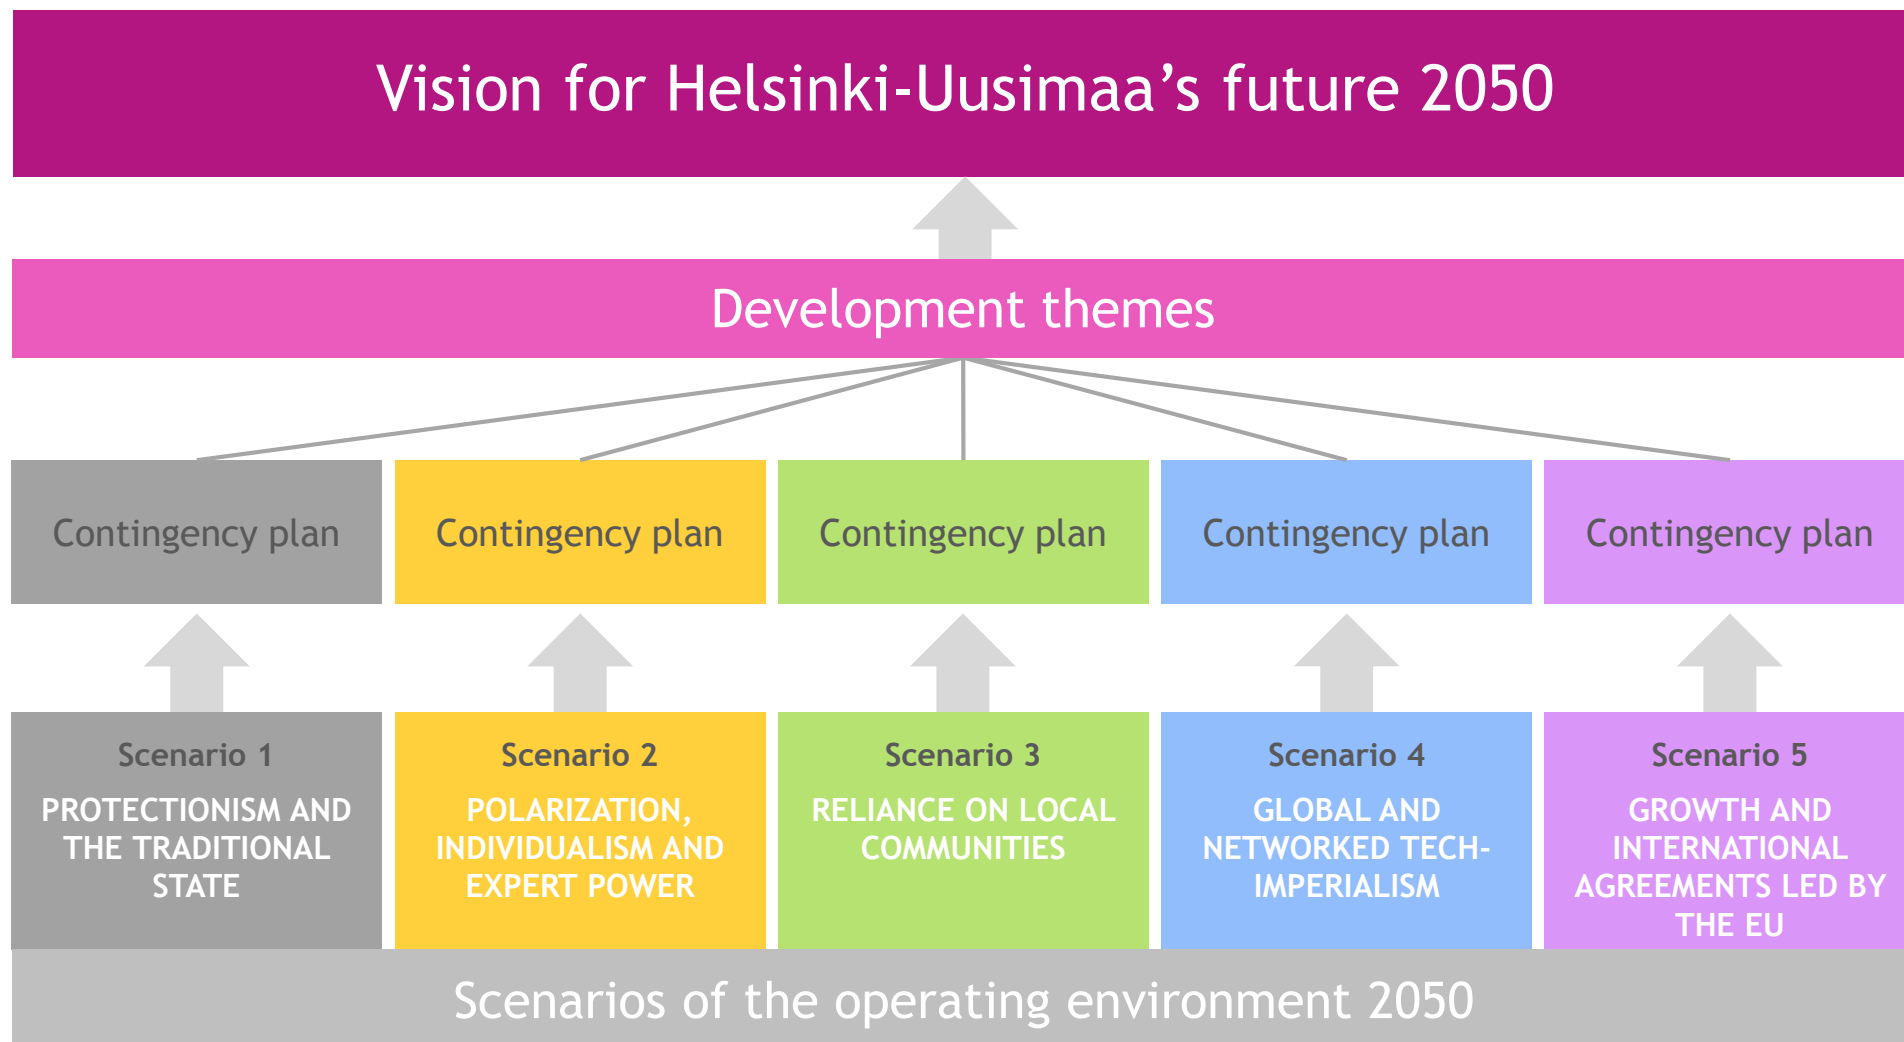 Vision for Helsinki-Uusimaa’s future 2050
Development themes
Contingency plan
Contingency plan
Contingency plan
Contingency plan
Contingency plan
Scenario 1
PROTECTIONISM AND
THE TRADITIONAL
STATE
Scenario 2
POLARIZATION,
INDIVIDUALISM AND
EXPERT POWER
Scenario 3
RELIANCE ON LOCAL
COMMUNITIES
Scenario 4
GLOBAL AND
NETWORKED TECH-
IMPERIALISM
Scenario 5
GROWTH AND
INTERNATIONAL
AGREEMENTS LED BY
THE EU
Scenarios of the operating environment 2050